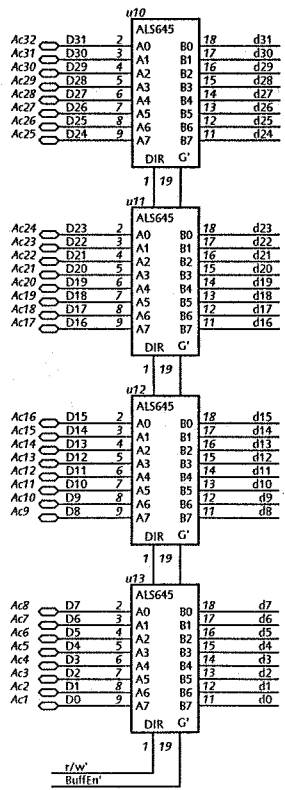 u10
ALS645
Ac32 D31 2 A0 B0 18 d31
Ac31 D30 3 A1 B1 17 d30
Ac30 D29 4 A2 B2 16 d29
Ac29 D28 5 A3 B3 15 d28
Ac28 D27 6 A4 B4 14 d27
Ac27 D26 7 A5 B5 13 d26
Ac26 D25 8 A6 B6 12 d25
Ac25 D24 9 A7 B7 11 d24
DIR G'
1 19
u11
ALS645
Ac24 D23 2 A0 B0 18 d23
Ac23 D22 3 A1 B1 17 d22
Ac22 D21 4 A2 B2 16 d21
Ac21 D20 5 A3 B3 15 d20
Ac20 D19 6 A4 B4 14 d19
Ac19 D18 7 A5 B5 13 d18
Ac18 D17 8 A6 B6 12 d17
Ac17 D16 9 A7 B7 11 d16
DIR G'
1 19
u12
ALS645
Ac16 D15 2 A0 B0 18 d15
Ac15 D14 3 A1 B1 17 d14
Ac14 D13 4 A2 B2 16 d13
Ac13 D12 5 A3 B3 15 d12
Ac12 D11 6 A4 B4 14 d11
Ac11 D10 7 A5 B5 13 d10
Ac10 D9 8 A6 B6 12 d9
Ac9 D8 9 A7 B7 11 d8
DIR G'
1 19
u13
ALS645
Ac8 D7 2 A0 B0 18 d7
Ac7 D6 3 A1 B1 17 d6
Ac6 D5 4 A2 B2 16 d5
Ac5 D4 5 A3 B3 15 d4
Ac4 D3 6 A4 B4 14 d3
Ac3 D2 7 A5 B5 13 d2
Ac2 D1 8 A6 B6 12 d1
Ac1 D0 9 A7 B7 11 d0
DIR G'
1 19
r/w'
BuffEn'